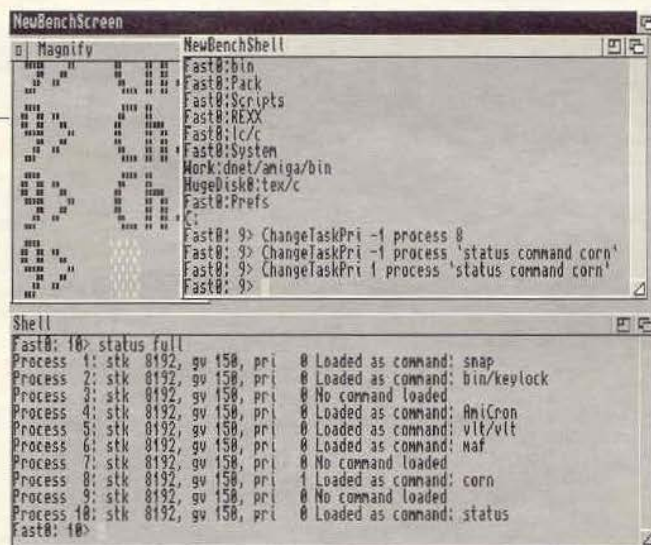 NewBenchScreen
Magnify
9> Ch
9> Ch
9> Ch
9>
NewBenchShell
Fast0:bin
Fast0:Pack
Fast0:Scripts
Fast0:REXX
Fast0:lc/c
Fast0:System
Work:dnet/amiga/bin
HugeDisk0:tex/c
Fast0:Prefs
C:
Fast0: 9> ChangeTaskPri -1 process 8
Fast0: 9> ChangeTaskPri -1 process 'status command corn'
Fast0: 9> ChangeTaskPri 1 process 'status command corn'
Fast0: 9>
Shell
Fast0: 10> status full
Process 1: stk 8192, gv 150, pri 0 Loaded as command: snap
Process 2: stk 8192, gv 150, pri 0 Loaded as command: bin/keylock
Process 3: stk 8192, gv 150, pri 0 No command loaded
Process 4: stk 8192, gv 150, pri 0 Loaded as command: AmiCron
Process 5: stk 8192, gv 150, pri 0 Loaded as command: vlt/vlt
Process 6: stk 8192, gv 150, pri 0 Loaded as command: maf
Process 7: stk 8192, gv 150, pri 0 No command loaded
Process 8: stk 8192, gv 150, pri 1 Loaded as command: corn
Process 9: stk 8192, gv 150, pri 0 No command loaded
Process 10: stk 8192, gv 150, pri 0 Loaded as command: status
Fast0: 10>